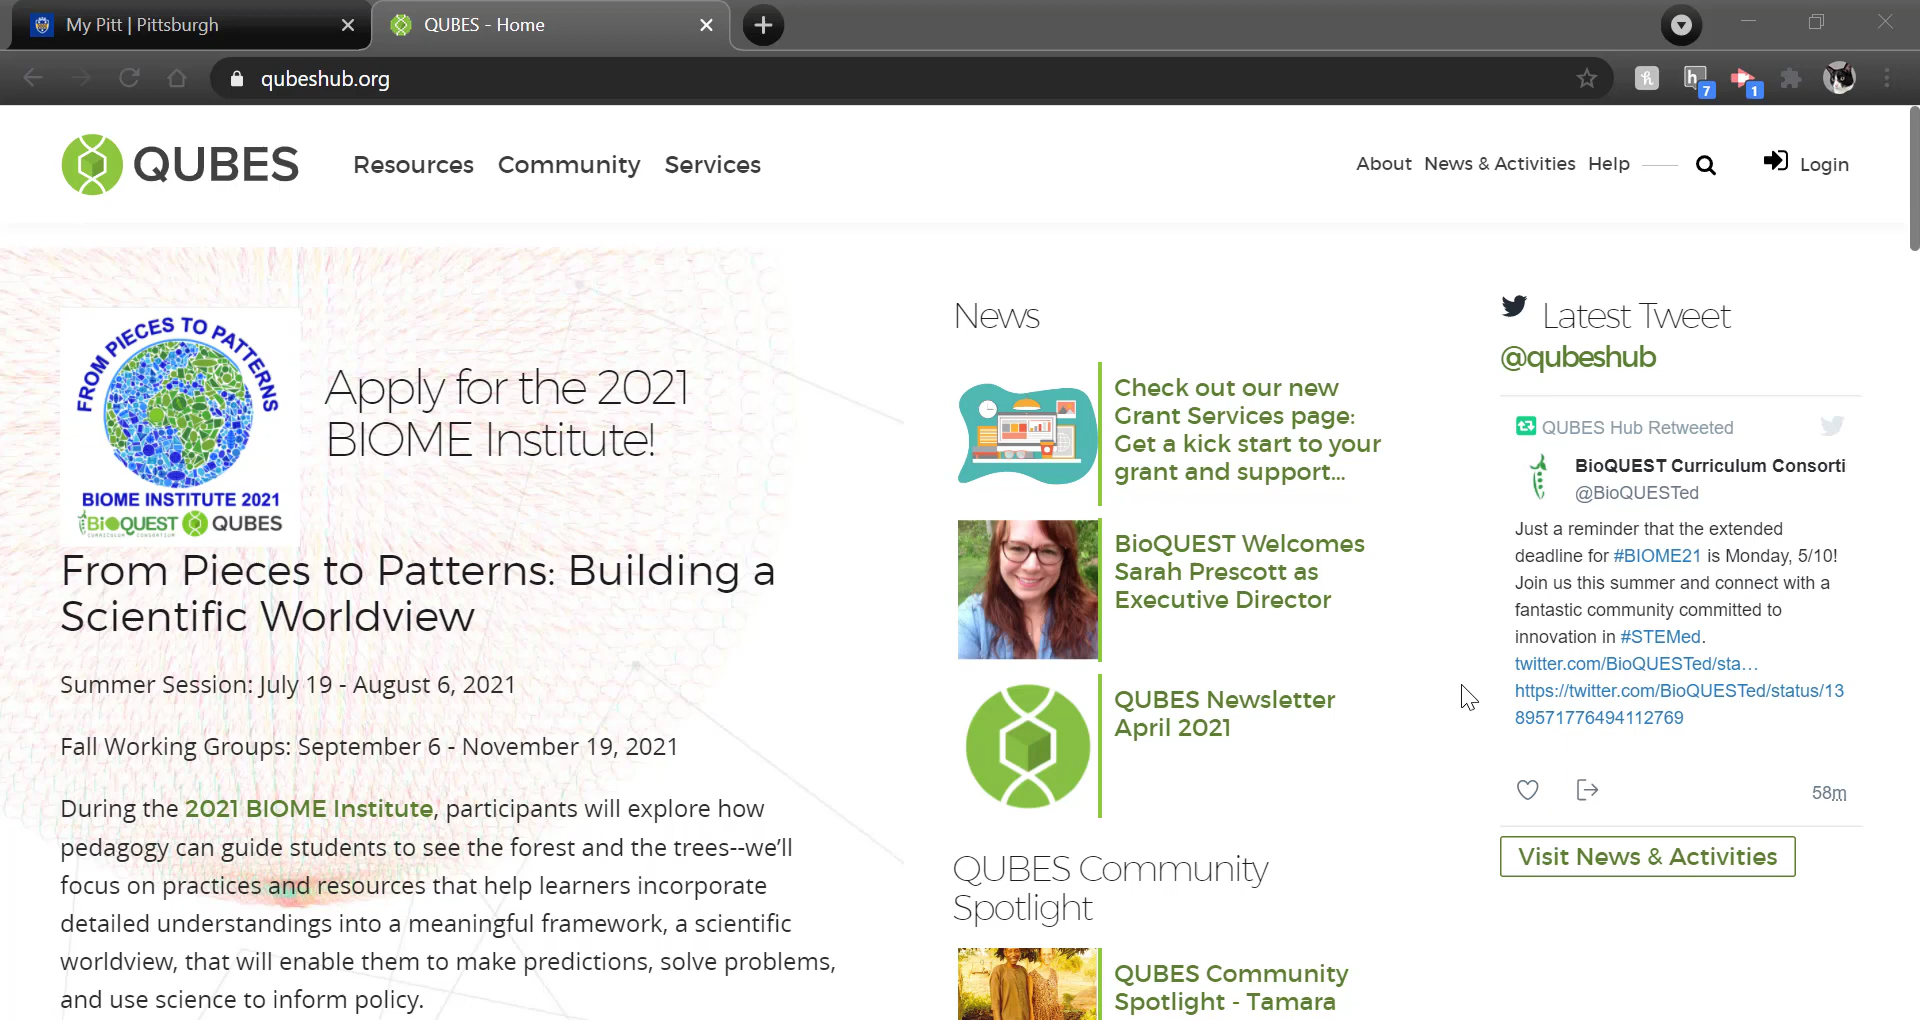 My Pitt | Pittsburgh
QUBES - Home
qubeshub.org
h
h
7
1
QUBES
Resources
Community
Services
About
News & Activities
Help
Login
FROM PIECES TO PATTERNS
BIOME INSTITUTE 2021
BiOQUEST
CURRICULUM CONSORTIUM
QUBES
Apply for the 2021
BIOME Institute!
From Pieces to Patterns: Building a
Scientific Worldview
Summer Session: July 19 - August 6, 2021
Fall Working Groups: September 6 - November 19, 2021
During the 2021 BIOME Institute, participants will explore how
pedagogy can guide students to see the forest and the trees--we'll
focus on practices and resources that help learners incorporate
detailed understandings into a meaningful framework, a scientific
worldview, that will enable them to make predictions, solve problems,
and use science to inform policy.
News
Check out our new
Grant Services page:
Get a kick start to your
grant and support...
BioQUEST Welcomes
Sarah Prescott as
Executive Director
QUBES Newsletter
April 2021
QUBES Community
Spotlight
QUBES Community
Spotlight - Tamara
Latest Tweet
@qubeshub
QUBES Hub Retweeted
BioQUEST Curriculum Consorti
@BioQUESTed
Just a reminder that the extended
deadline for #BIOME21 is Monday, 5/10!
Join us this summer and connect with a
fantastic community committed to
innovation in #STEMed.
twitter.com/BioQUESTed/sta…
https://twitter.com/BioQUESTed/status/13
89571776494112769
58m
Visit News & Activities